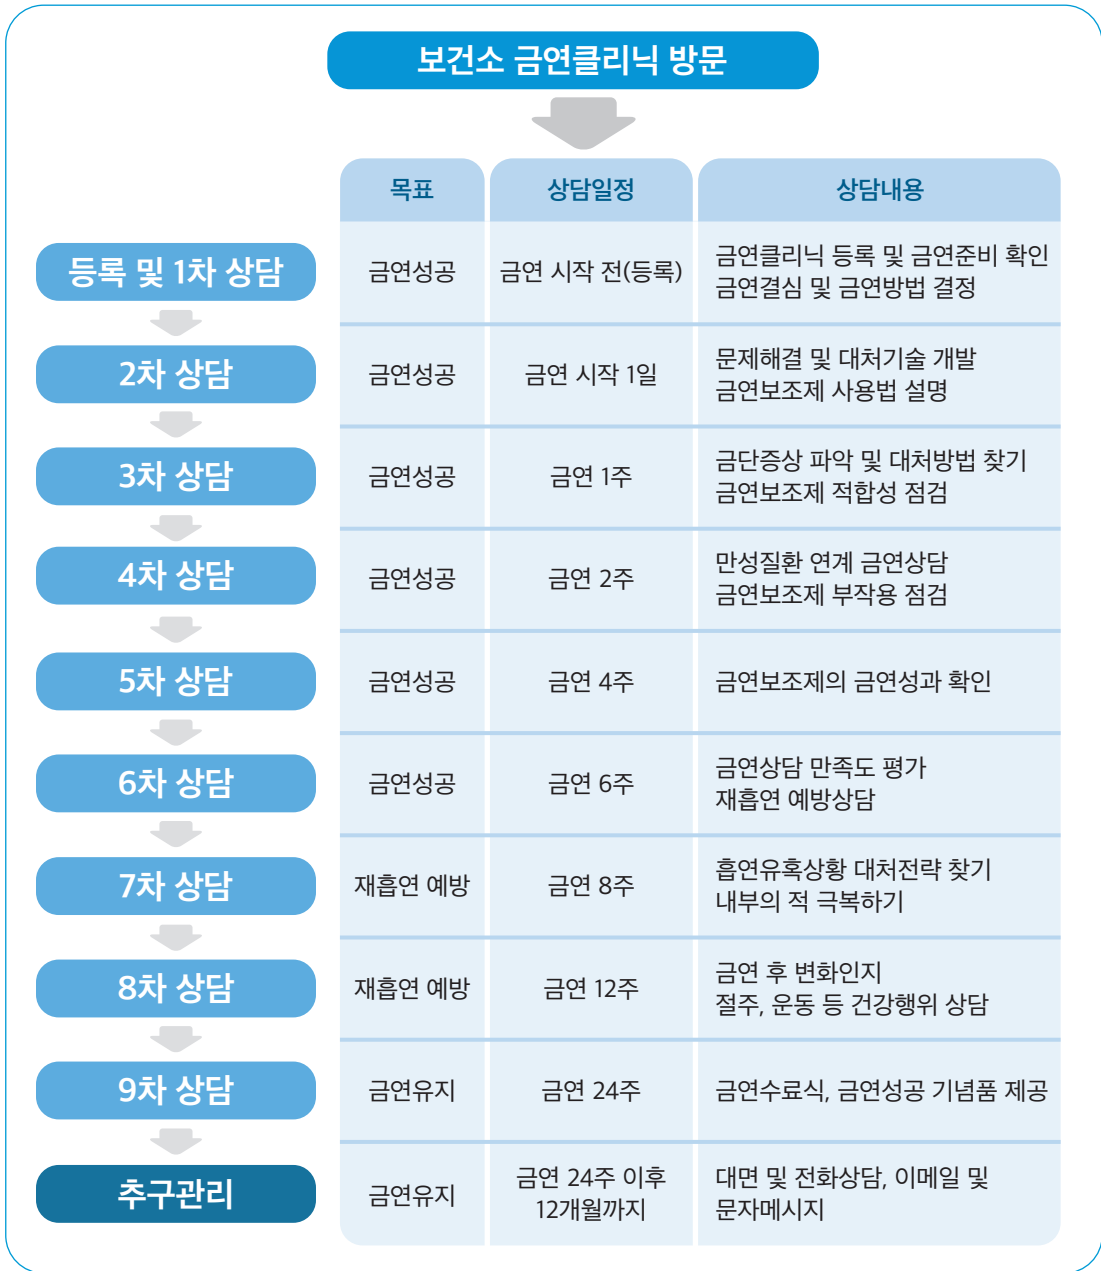 보건소 금연클리닉 방문
목표 상담일정 상담내용
등록 및 1차 상담 금연성공 금연 시작 전(등록) 금연클리닉 등록 및 금연준비 확인
금연결심 및 금연방법 결정
2차 상담 금연성공 금연 시작 1일 문제해결 및 대처기술 개발
금연보조제 사용법 설명
3차 상담 금연성공 금연 1주 금단증상 파악 및 대처방법 찾기
금연보조제 적합성 점검
4차 상담 금연성공 금연 2주 만성질환 연계 금연상담
금연보조제 부작용 점검
5차 상담 금연성공 금연 4주 금연보조제의 금연성과 확인
6차 상담 금연성공 금연 6주 금연상담 만족도 평가
재흡연 예방상담
7차 상담 재흡연 예방 금연 8주 흡연유혹상황 대처전략 찾기
내부의 적 극복하기
8차 상담 재흡연 예방 금연 12주 금연 후 변화인지
절주, 운동 등 건강행위 상담
9차 상담 금연유지 금연 24주 금연수료식, 금연성공 기념품 제공
추구관리 금연유지 금연 24주 이후 대면 및 전화상담, 이메일 및
12개월까지 문자메시지